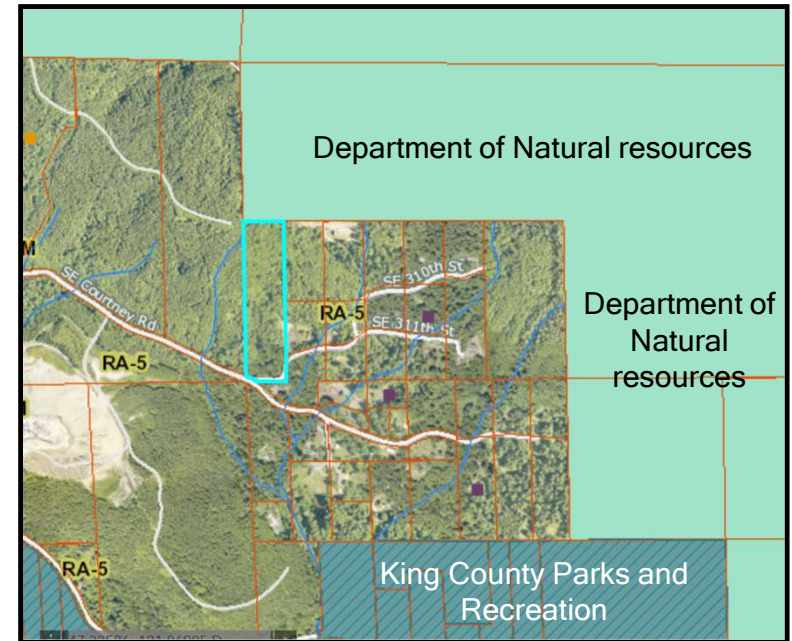 Department of Natural resources
SE Courtney Rd
SE 310th St
RA-5
SE 311th St
Department of
Natural
resources
RA-5
RA-5
King County Parks and
Recreation